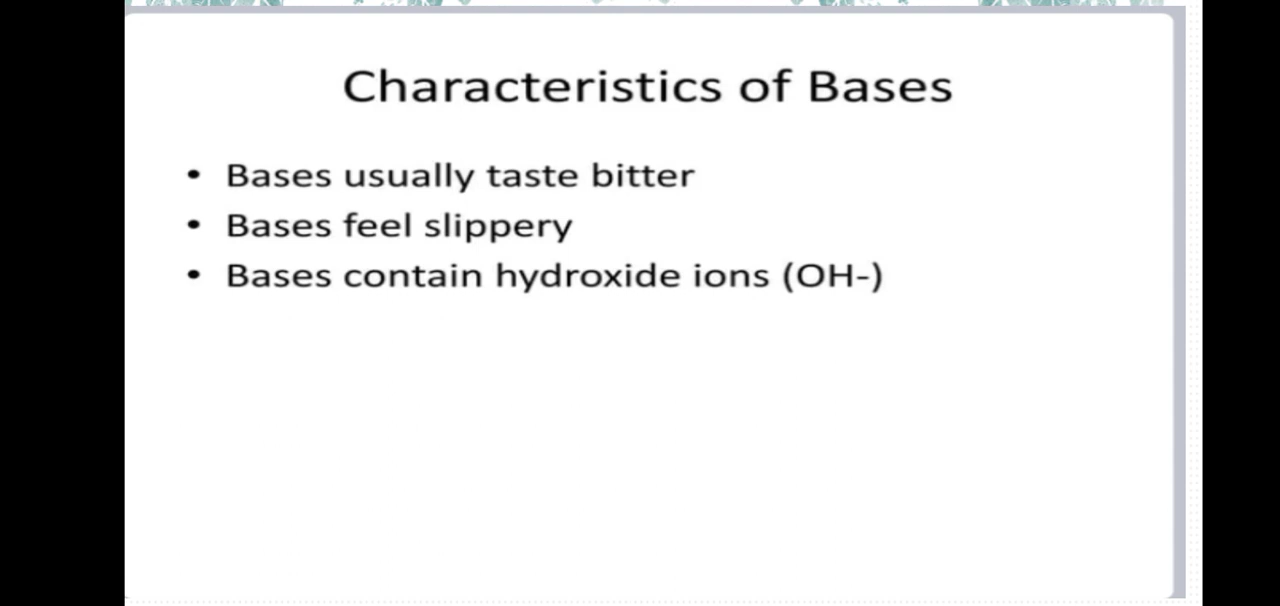 Characteristics of Bases
• Bases usually taste bitter
• Bases feel slippery
• Bases contain hydroxide ions (OH-)